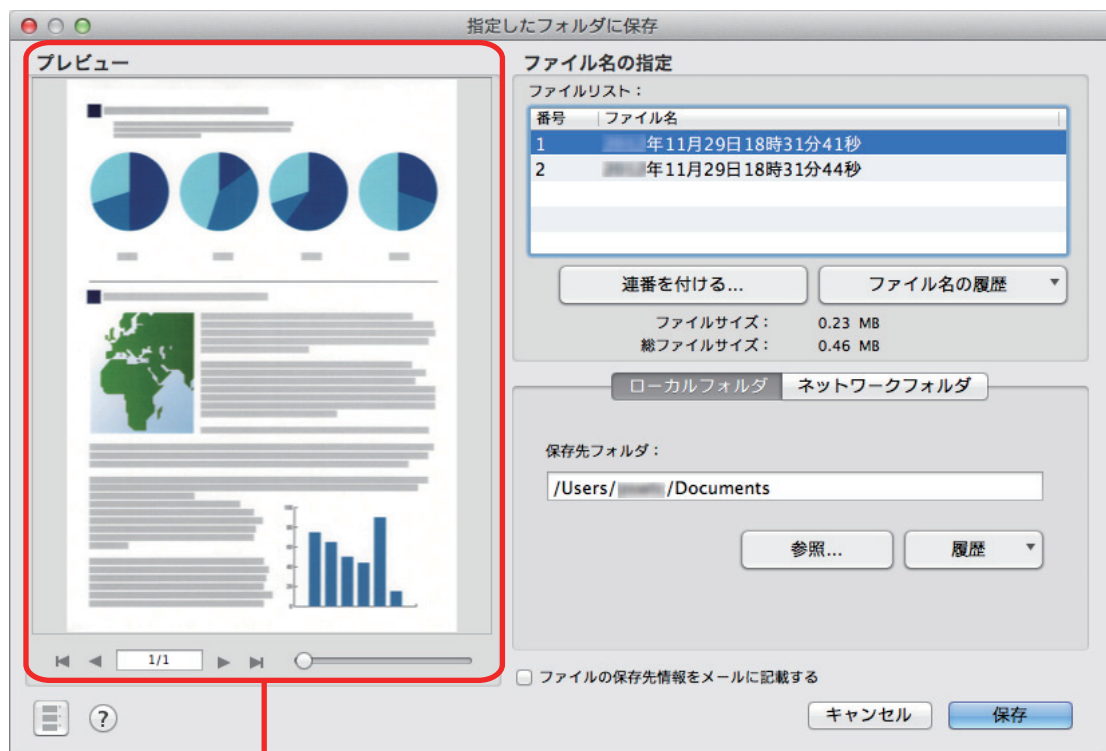 指定したフォルダに保存
プレビュー
1/1
ファイル名の指定
ファイルリスト：
番号 ファイル名
1 年11月29日18時31分41秒
2 年11月29日18時31分44秒
連番を付ける... ファイル名の履歴
ファイルサイズ： 0.23 MB
総ファイルサイズ： 0.46 MB
ローカルフォルダ ネットワークフォルダ
保存先フォルダ：
/Users/ /Documents
参照... 履歴
ファイルの保存先情報をメールに記載する
?
キャンセル 保存